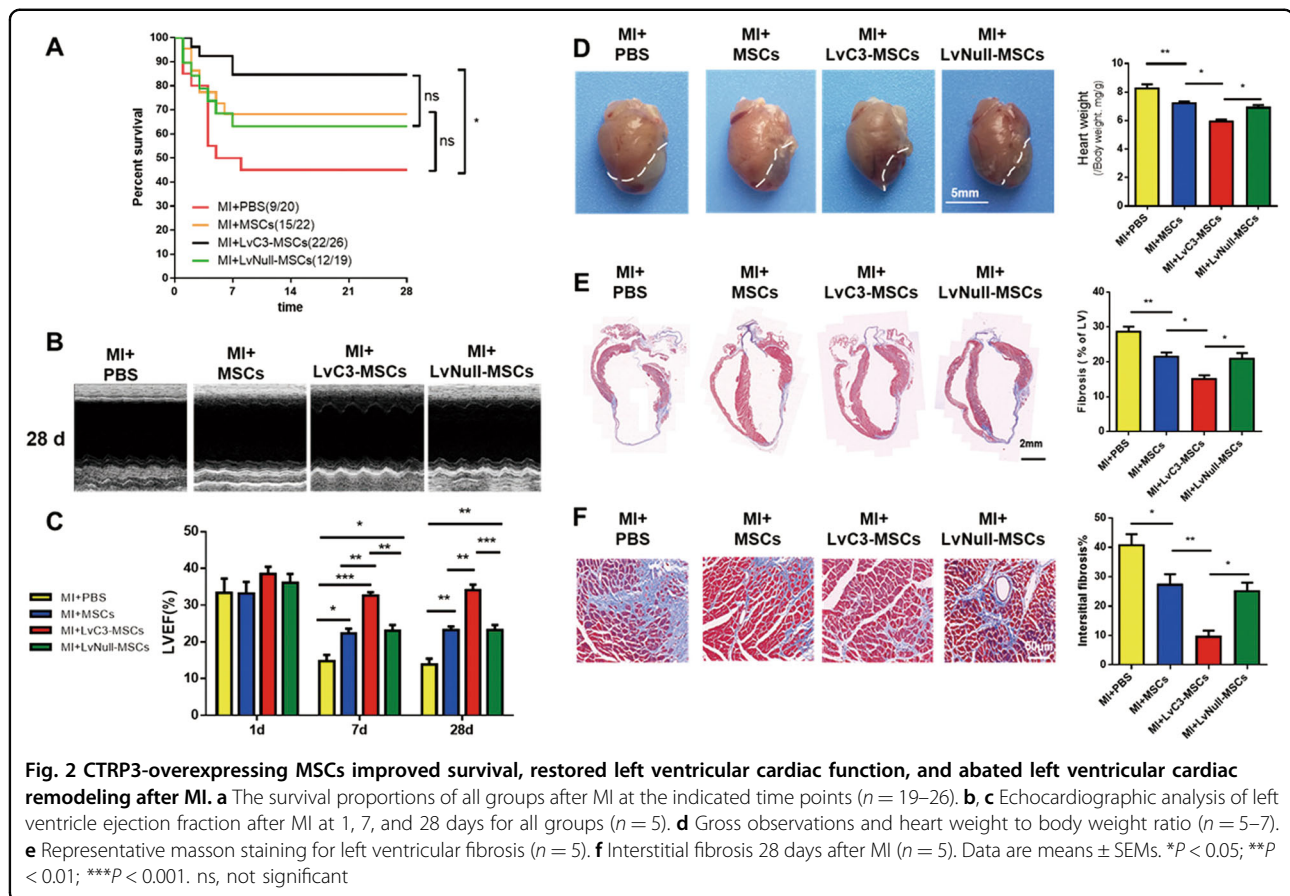 A
100
90
80
70
60
50
40
30
20
10
0
Percent survival
0 7 14 21 28
time
ns
ns
*
MI+PBS(9/20)
MI+MSCs(15/22)
MI+LvC3-MSCs(22/26)
MI+LvNull-MSCs(12/19)
B
MI+ PBS
MI+ MSCs
MI+ LvC3-MSCs
MI+ LvNull-MSCs
28 d
C
MI+PBS
MI+MSCs
MI+LvC3-MSCs
MI+LvNull-MSCs
LVEF(%)
50
40
30
20
10
0
* ** *** ** *
** *** ** **
1d 7d 28d
D
MI+ PBS
MI+ MSCs
MI+ LvC3-MSCs
MI+ LvNull-MSCs
5mm
Heart weight
(/Body weight. mg/g)
10
8
6
4
2
0
** * *
MI+PBS
MI+MSCs
MI+LvC3-MSCs
MI+LvNull-MSCs
E
MI+ PBS
MI+ MSCs
MI+ LvC3-MSCs
MI+ LvNull-MSCs
2mm
Fibrosis ( % of LV)
40
30
20
10
0
** * *
MI+PBS
MI+MSCs
MI+LvC3-MSCs
MI+LvNull-MSCs
F
MI+ PBS
MI+ MSCs
MI+ LvC3-MSCs
MI+ LvNull-MSCs
50μm
Interstitial fibrosis%
50
40
30
20
10
0
* ** *
MI+PBS
MI+MSCs
MI+LvC3-MSCs
MI+LvNull-MSCs
Fig. 2 CTRP3-overexpressing MSCs improved survival, restored left ventricular cardiac function, and abated left ventricular cardiac
remodeling after MI. a The survival proportions of all groups after MI at the indicated time points (n = 19–26). b, c Echocardiographic analysis of left
ventricle ejection fraction after MI at 1, 7, and 28 days for all groups (n = 5). d Gross observations and heart weight to body weight ratio (n = 5–7).
e Representative masson staining for left ventricular fibrosis (n = 5). f Interstitial fibrosis 28 days after MI (n = 5). Data are means ± SEMs. *P < 0.05; **P
< 0.01; ***P < 0.001. ns, not significant